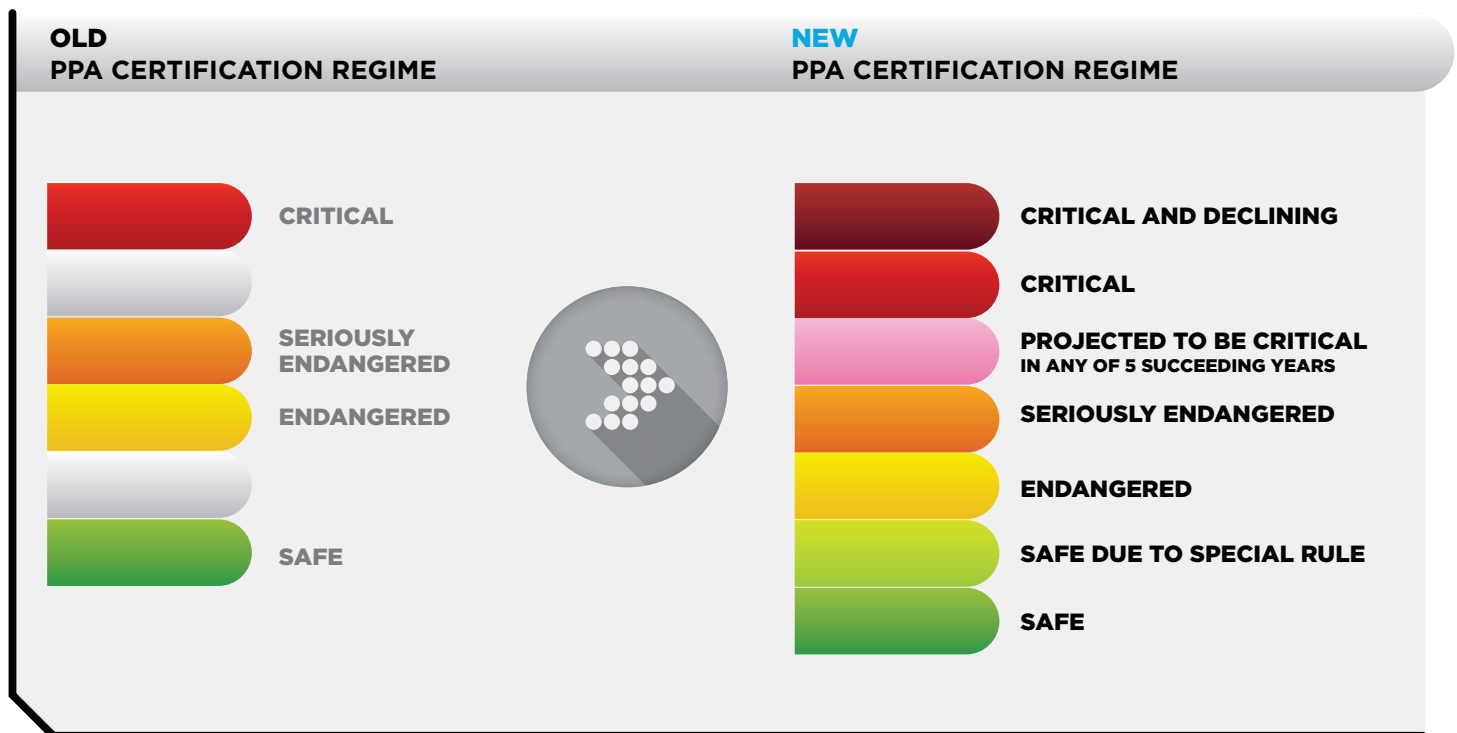 OLD
PPA CERTIFICATION REGIME
CRITICAL
SERIOUSLY
ENDANGERED
ENDANGERED
SAFE
NEW
PPA CERTIFICATION REGIME
CRITICAL AND DECLINING
CRITICAL
PROJECTED TO BE CRITICAL
IN ANY OF 5 SUCCEEDING YEARS
SERIOUSLY ENDANGERED
ENDANGERED
SAFE DUE TO SPECIAL RULE
SAFE